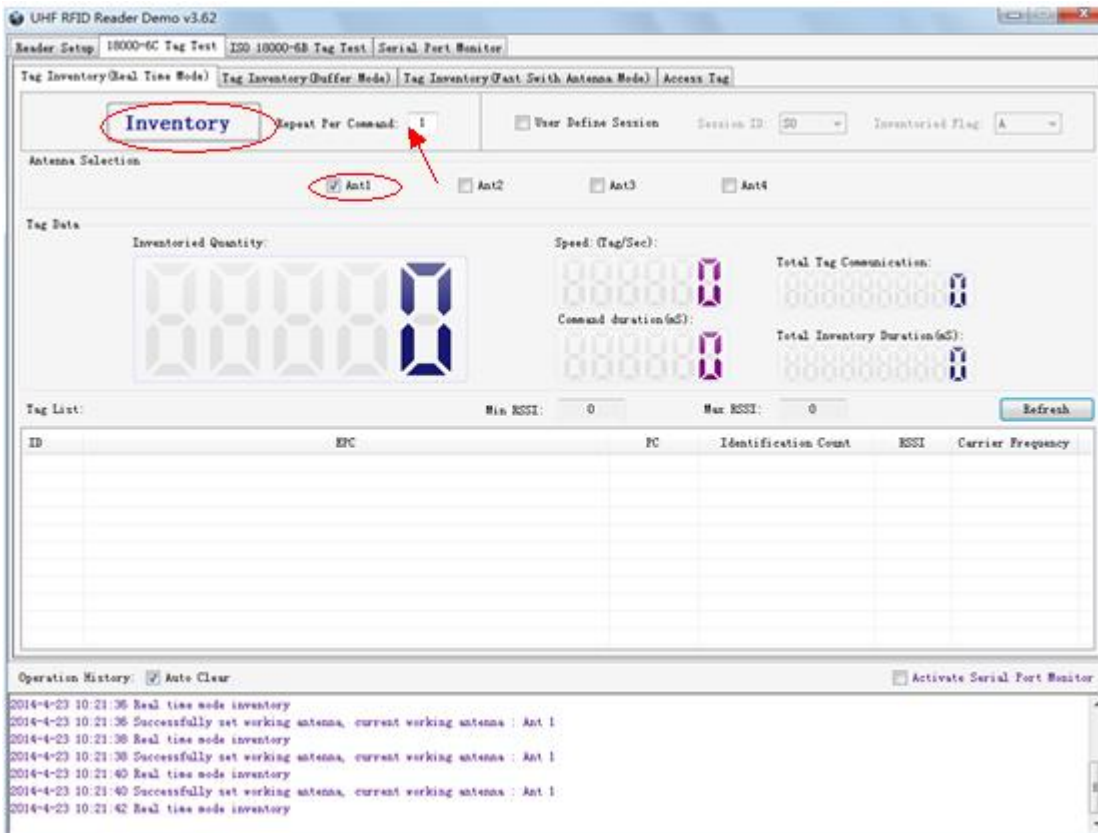 UHF RFID Reader Demo v3.62
Reader Setup 18000-6C Tag Test ISO 18000-6B Tag Test Serial Port Monitor
Tag Inventory(Real Time Mode) Tag Inventory(Buffer Mode) Tag Inventory(Fast Swith Antenna Mode) Access Tag
Inventory Repeat Per Command: 1 User Define Session Session ID: S0 Inventoried Flag: A
Antenna Selection
Ant1 Ant2 Ant3 Ant4
Tag Data
Inventoried Quantity: Speed: (Tag/Sec):
Total Tag Communication:
0 0 0
Command duration(mS):
Total Inventory Duration(mS):
0 0
Tag List: Min RSSI: 0 Max RSSI: 0 Refresh
ID EPC PC Identification Count RSSI Carrier Frequency
Operation History: Auto Clear Activate Serial Port Monitor
2014-4-23 10:21:36 Real time mode inventory
2014-4-23 10:21:36 Successfully set working antenna, current working antenna : Ant 1
2014-4-23 10:21:38 Real time mode inventory
2014-4-23 10:21:38 Successfully set working antenna, current working antenna : Ant 1
2014-4-23 10:21:40 Real time mode inventory
2014-4-23 10:21:40 Successfully set working antenna, current working antenna : Ant 1
2014-4-23 10:21:42 Real time mode inventory